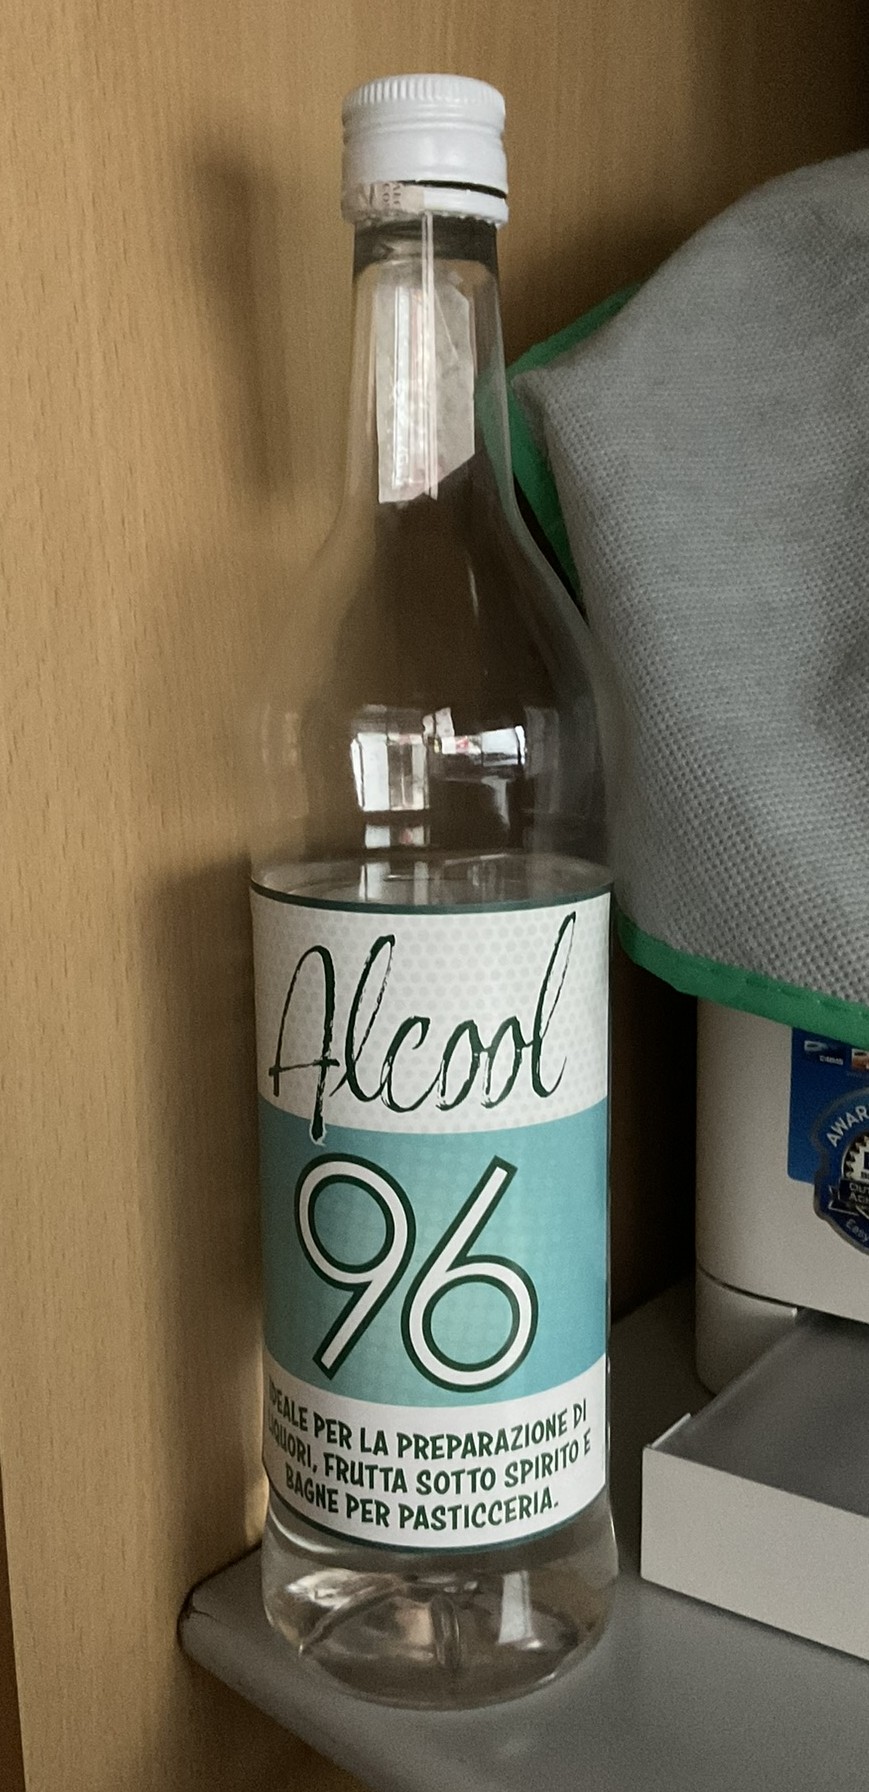 Alcool
96
IDEALE PER LA PREPARAZIONE DI
LIQUORI, FRUTTA SOTTO SPIRITO E
BAGNE PER PASTICCERIA.